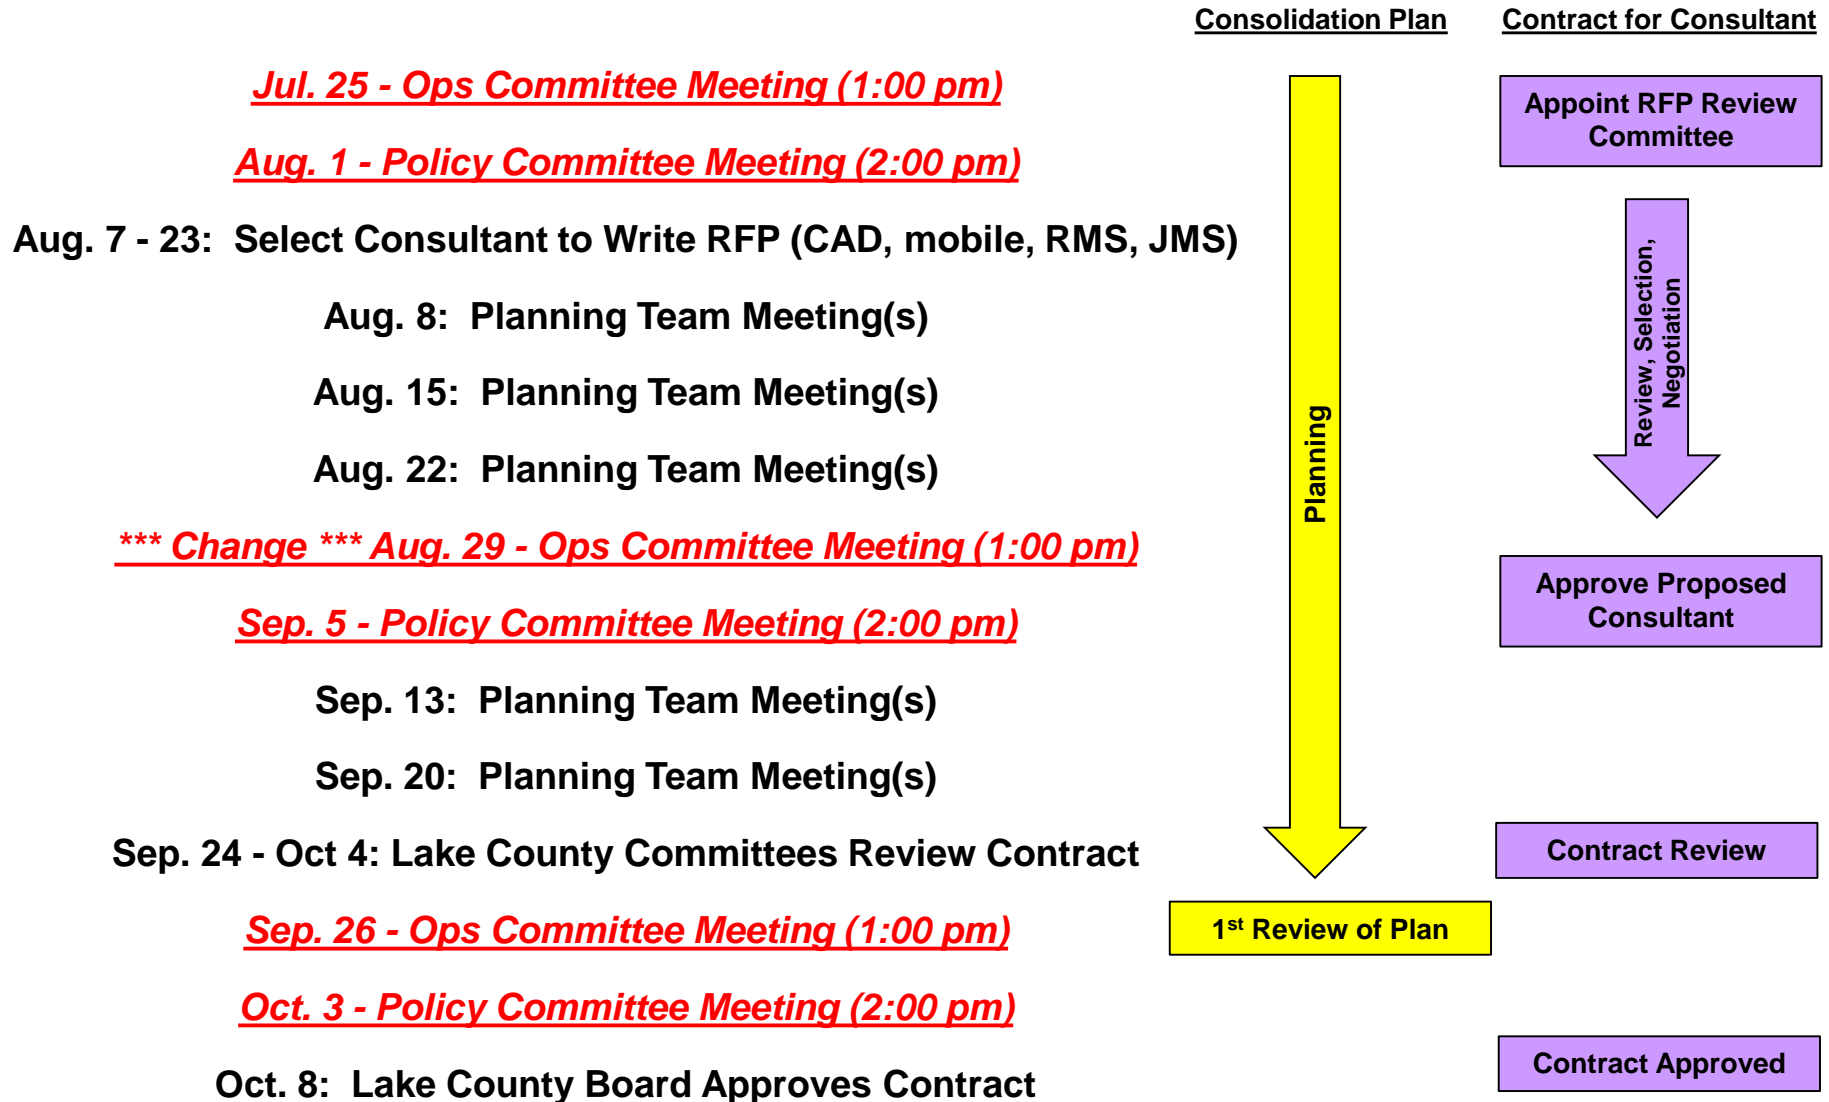 Consolidation Plan
Contract for Consultant
Jul. 25 - Ops Committee Meeting (1:00 pm)
Appoint RFP Review
Committee
Aug. 1 - Policy Committee Meeting (2:00 pm)
Aug. 7 - 23:  Select Consultant to Write RFP (CAD, mobile, RMS, JMS)
Review, Selection,
Negotiation
Aug. 8:  Planning Team Meeting(s)
Aug. 15:  Planning Team Meeting(s)
Planning
Aug. 22:  Planning Team Meeting(s)
*** Change *** Aug. 29 - Ops Committee Meeting (1:00 pm)
Approve Proposed
Consultant
Sep. 5 - Policy Committee Meeting (2:00 pm)
Sep. 13:  Planning Team Meeting(s)
Sep. 20:  Planning Team Meeting(s)
Sep. 24 - Oct 4: Lake County Committees Review Contract
Contract Review
Sep. 26 - Ops Committee Meeting (1:00 pm)
1st Review of Plan
Oct. 3 - Policy Committee Meeting (2:00 pm)
Oct. 8:  Lake County Board Approves Contract
Contract Approved